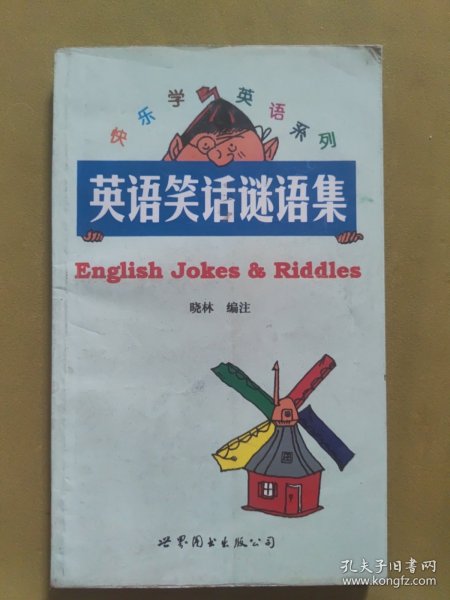 快乐学英语系列
英语笑话谜语集
English Jokes & Riddles
晓林 编注
世界图书出版公司
孔夫子旧书网
www.kongfz.com